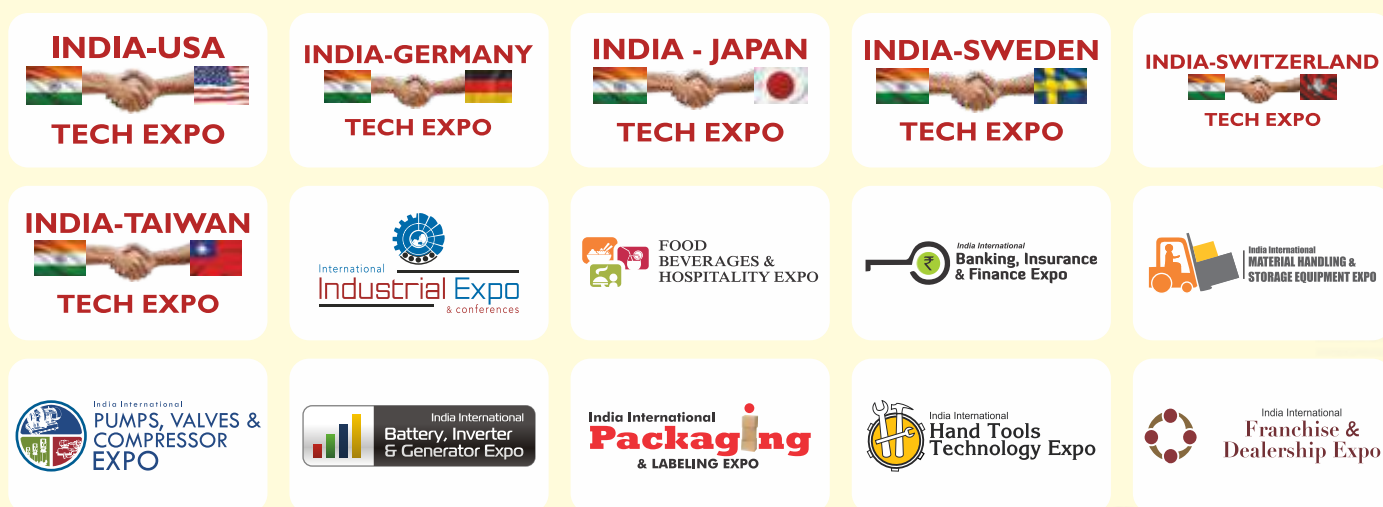 INDIA-USA
TECH EXPO
INDIA-GERMANY
TECH EXPO
INDIA - JAPAN
TECH EXPO
INDIA-SWEDEN
TECH EXPO
INDIA-SWITZERLAND
TECH EXPO
INDIA-TAIWAN
TECH EXPO
International
Industrial Expo
& conferences
FOOD
BEVERAGES &
HOSPITALITY EXPO
India International
Banking, Insurance
& Finance Expo
₹
India International
MATERIAL HANDLING &
STORAGE EQUIPMENT EXPO
India International
PUMPS, VALVES &
COMPRESSOR
EXPO
India International
Battery, Inverter
& Generator Expo
India International
Packaging
& LABELING EXPO
India International
Hand Tools
Technology Expo
India International
Franchise &
Dealership Expo